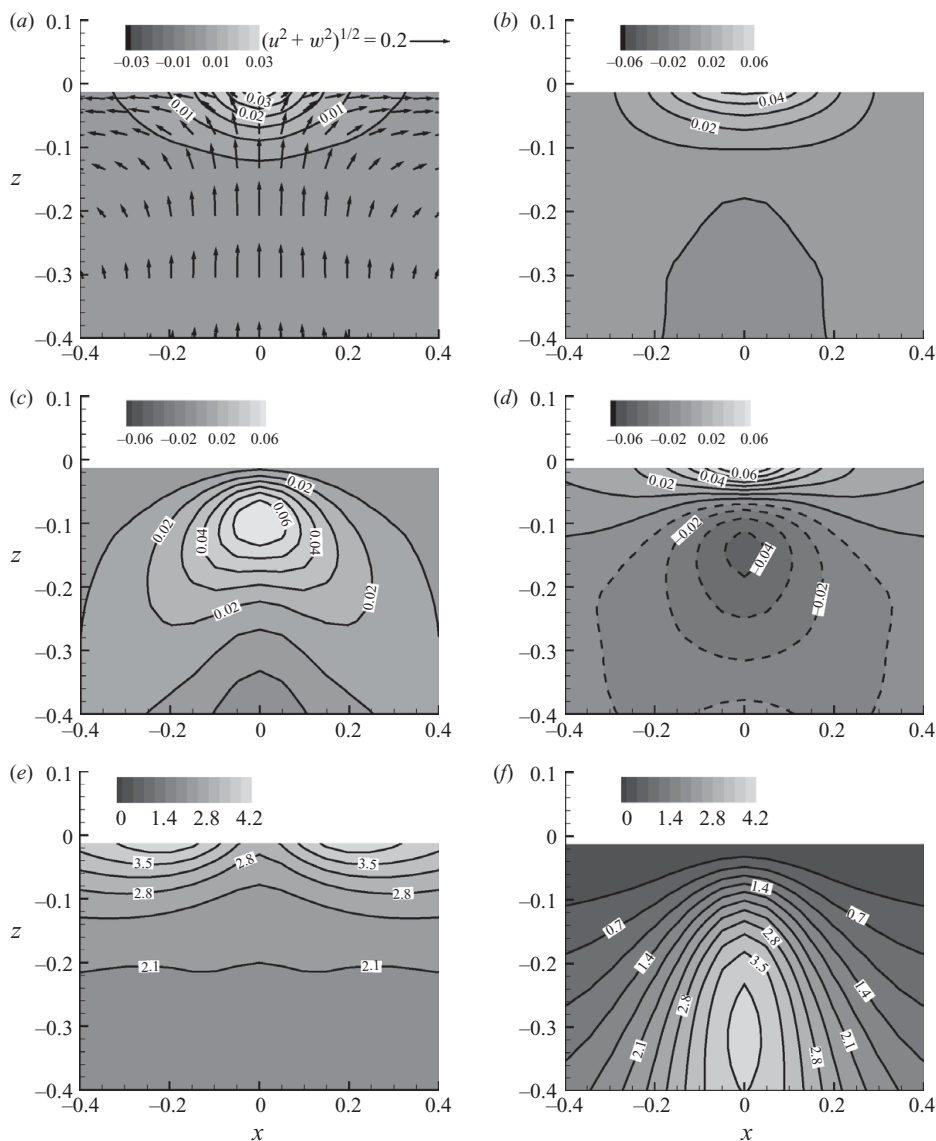 (a) 0.1 (u² + w²)¹ᐟ² = 0.2
−0.03 −0.01 0.01 0.03
0
0.03
0.01 0.02 0.01
−0.1
z
−0.2
−0.3
−0.4
−0.4 −0.2 0 0.2 0.4
(b) 0.1
−0.06 −0.02 0.02 0.06
0
0.04
0.02
−0.1
−0.2
−0.3
−0.4
−0.4 −0.2 0 0.2 0.4
(c) 0.1
−0.06 −0.02 0.02 0.06
0
0.02
0.06
0.02 0.04 0.04
−0.1
z
−0.2
0.02 0.02
−0.3
−0.4
−0.4 −0.2 0 0.2 0.4
(d) 0.1
−0.06 −0.02 0.02 0.06
0
0.02 0.04 0.06
−0.1
−0.02
−0.04
−0.02
−0.2
−0.3
−0.4
−0.4 −0.2 0 0.2 0.4
(e) 0.1
0 1.4 2.8 4.2
0
3.5 2.8 3.5
2.8 2.8
−0.1
z
−0.2
2.1 2.1
−0.3
−0.4
−0.4 −0.2 0 0.2 0.4
x
(f) 0.1
0 1.4 2.8 4.2
0
1.4
−0.1
0.7 0.7
2.8
1.4 3.5 1.4
−0.2
2.8
−0.3
2.1 2.8 2.1
−0.4
−0.4 −0.2 0 0.2 0.4
x